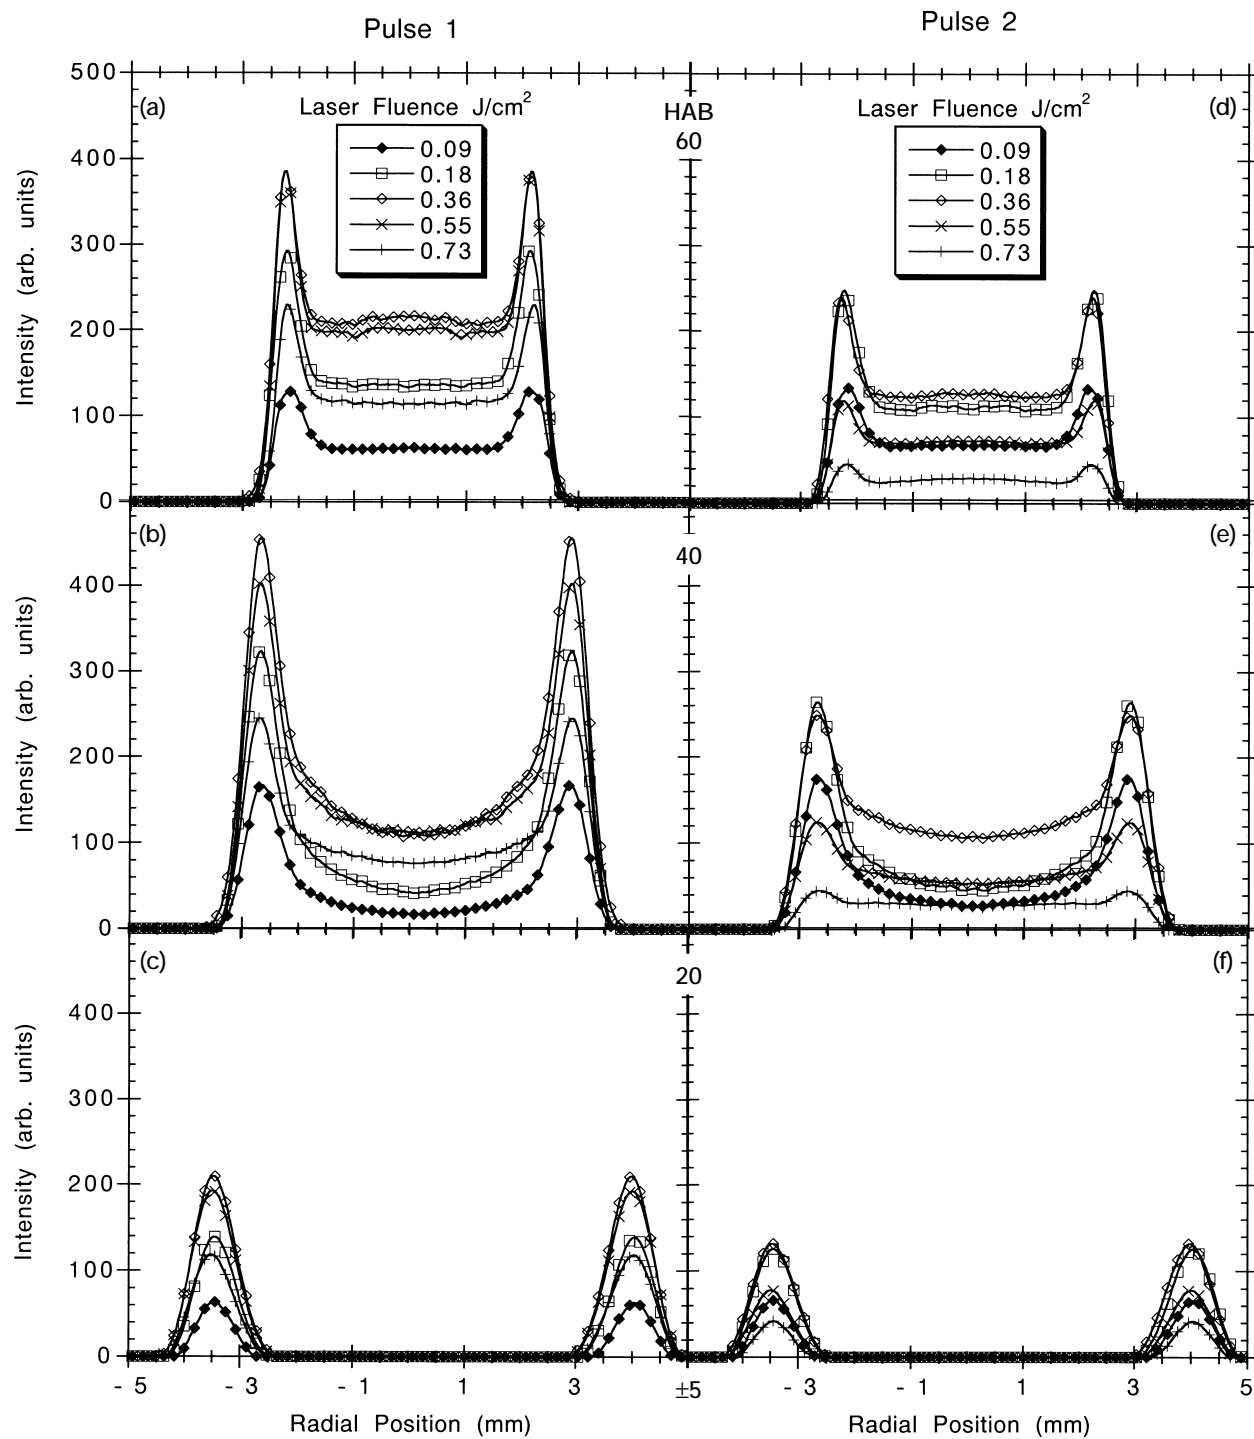 Pulse 1
Pulse 2
500
(a)
Laser Fluence J/cm2
0.09
0.18
0.36
0.55
0.73
HAB
60
Laser Fluence J/cm2
(d)
0.09
0.18
0.36
0.55
0.73
400
300
200
100
0
Intensity (arb. units)
(b)
40
(e)
400
300
200
100
0
Intensity (arb. units)
(c)
20
(f)
400
300
200
100
0
Intensity (arb. units)
-5 -3 -1 1 3 ±5 -3 -1 1 3 5
Radial Position (mm)
Radial Position (mm)